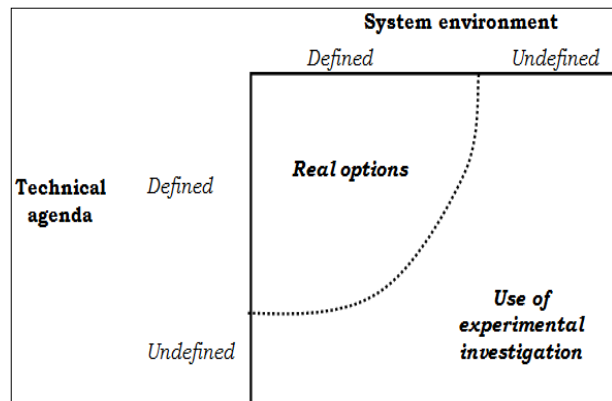 System environment
Defined
Undefined
Real options
Technical
agenda
Defined
Use of
experimental
investigation
Undefined